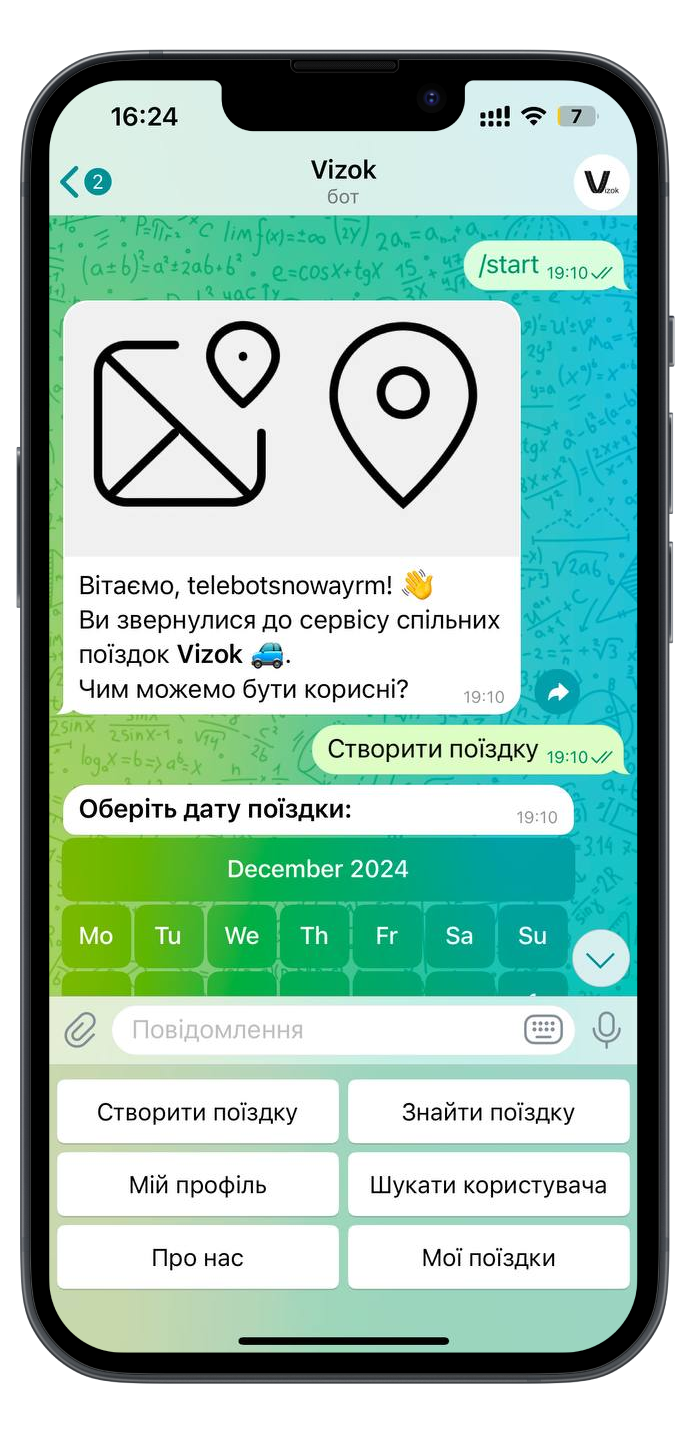 16:24
7
2
Vizok
бот
Vizok
/start 19:10
Вітаємо, telebotsnowayrm! 👋
Ви звернулися до сервісу спільних
поїздок Vizok 🚙.
Чим можемо бути корисні? 19:10
Створити поїздку 19:10
Оберіть дату поїздки: 19:10
December 2024
Mo Tu We Th Fr Sa Su
Повідомлення
Створити поїздку Знайти поїздку
Мій профіль Шукати користувача
Про нас Мої поїздки